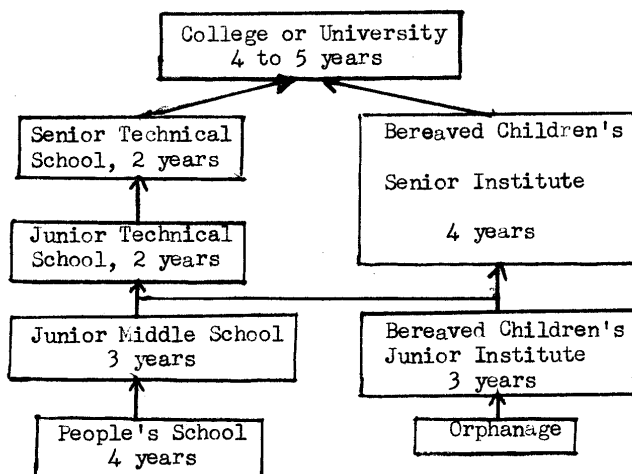 College or University
4 to 5 years
Senior Technical
School, 2 years
Bereaved Children's
Senior Institute
4 years
Junior Technical
School, 2 years
Junior Middle School
3 years
Bereaved Children's
Junior Institute
3 years
People's School
4 years
Orphanage